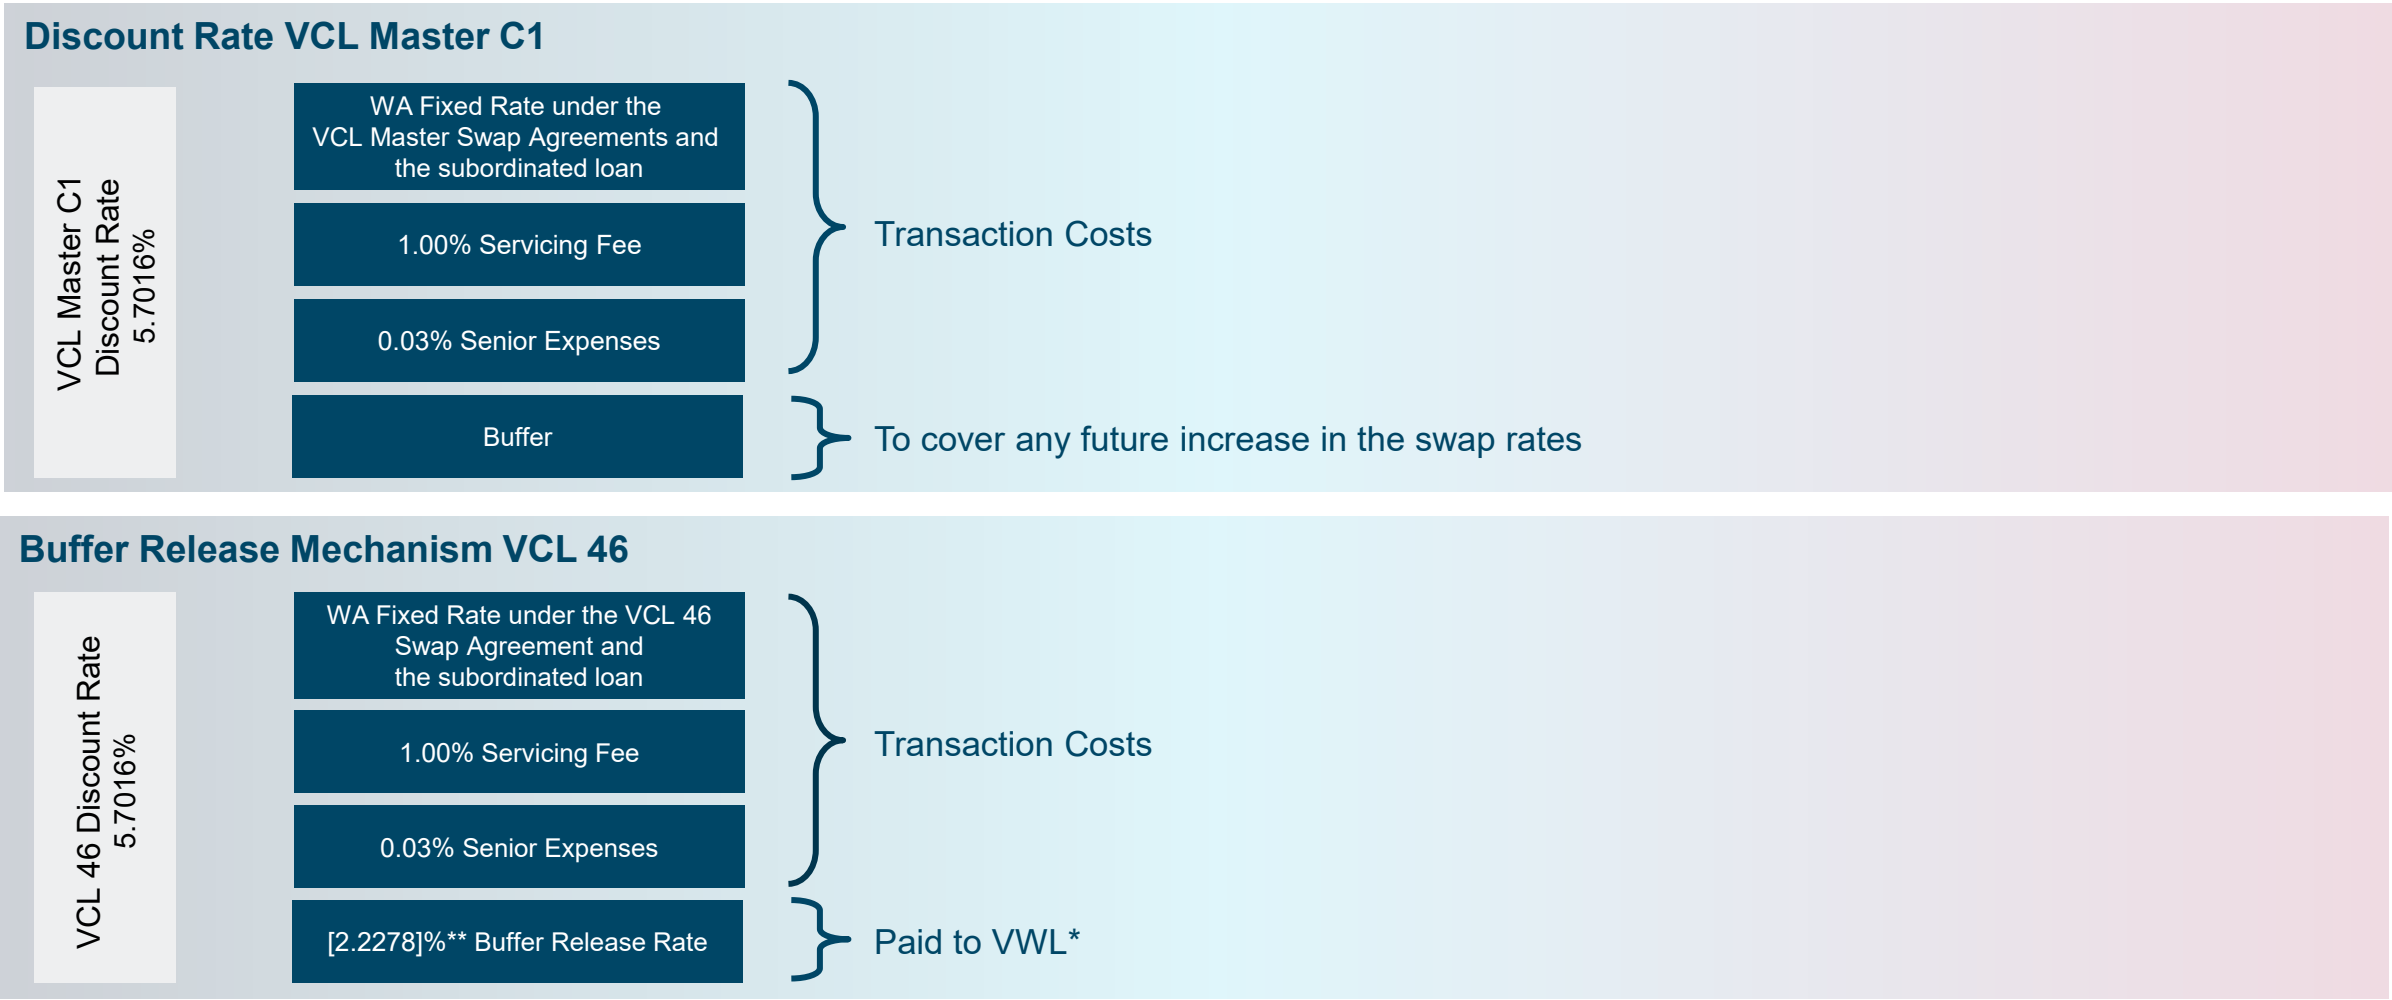 Discount Rate VCL Master C1
VCL Master C1
Discount Rate
5.7016%
WA Fixed Rate under the
VCL Master Swap Agreements and
the subordinated loan
1.00% Servicing Fee
0.03% Senior Expenses
Transaction Costs
Buffer
To cover any future increase in the swap rates
Buffer Release Mechanism VCL 46
VCL 46 Discount Rate
5.7016%
WA Fixed Rate under the VCL 46
Swap Agreement and
the subordinated loan
1.00% Servicing Fee
0.03% Senior Expenses
Transaction Costs
[2.2278]%** Buffer Release Rate
Paid to VWL*